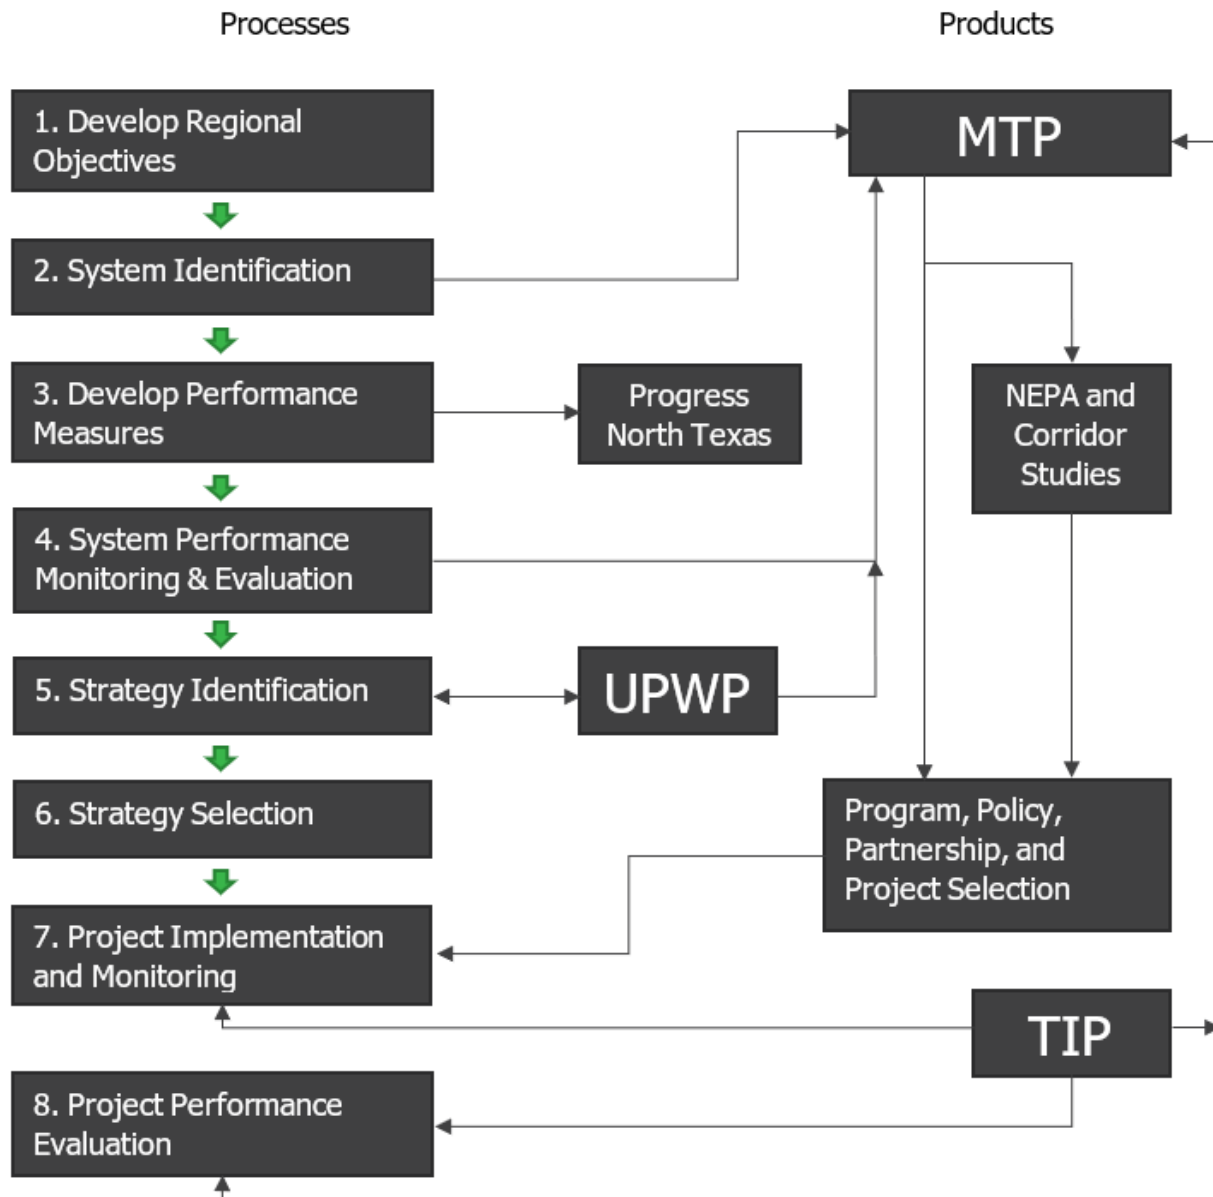 Processes
Products
1. Develop Regional
Objectives
MTP
2. System Identification
3. Develop Performance
Measures
Progress
North Texas
NEPA and
Corridor
Studies
4. System Performance
Monitoring & Evaluation
5. Strategy Identification
UPWP
6. Strategy Selection
Program, Policy,
Partnership, and
Project Selection
7. Project Implementation
and Monitoring
TIP
8. Project Performance
Evaluation